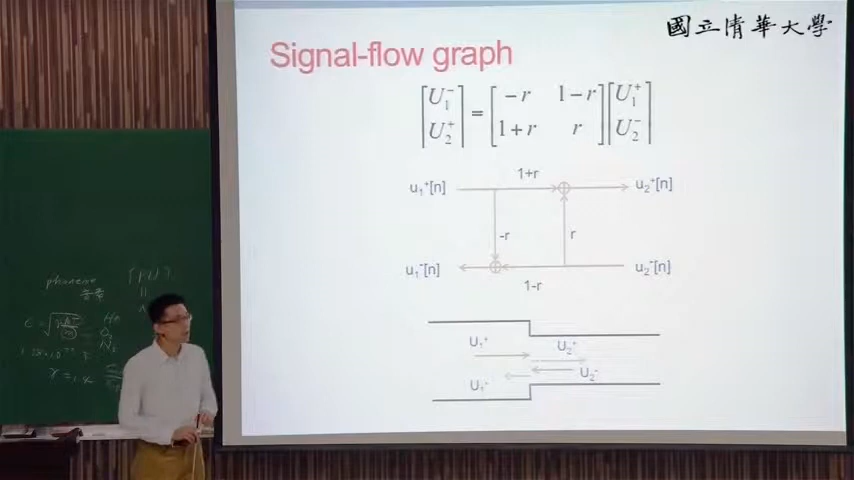 國立清華大學
Signal-flow graph
[U₁⁻ U₂⁺] = [-r 1-r 1+r r] [U₁⁺ U₂⁻]
1+r
u₁⁺[n] u₂⁺[n]
-r r
u₁⁻[n] u₂⁻[n]
1-r
U₁⁺ U₂⁺
U₁⁻ U₂⁻
phoneme
音素